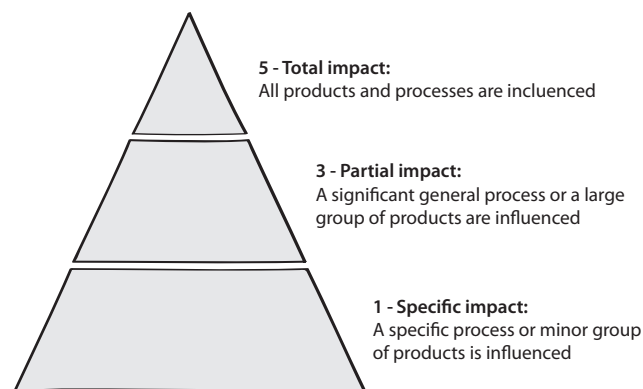 5 - Total impact:
All products and processes are incluenced
3 - Partial impact:
A significant general process or a large
group of products are influenced
1 - Specific impact:
A specific process or minor group
of products is influenced